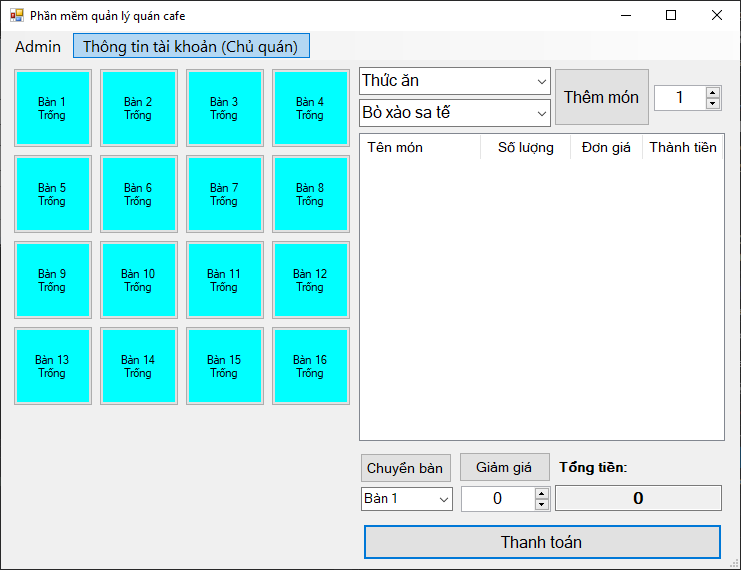 Phần mềm quản lý quán cafe
Admin Thông tin tài khoản (Chủ quán)
Bàn 1
Trống
Bàn 2
Trống
Bàn 3
Trống
Bàn 4
Trống
Bàn 5
Trống
Bàn 6
Trống
Bàn 7
Trống
Bàn 8
Trống
Bàn 9
Trống
Bàn 10
Trống
Bàn 11
Trống
Bàn 12
Trống
Bàn 13
Trống
Bàn 14
Trống
Bàn 15
Trống
Bàn 16
Trống
Thức ăn
Bò xào sa tế
Thêm món
1
Tên món Số lượng Đơn giá Thành tiền
Chuyển bàn Giảm giá Tổng tiền:
Bàn 1 0 0
Thanh toán